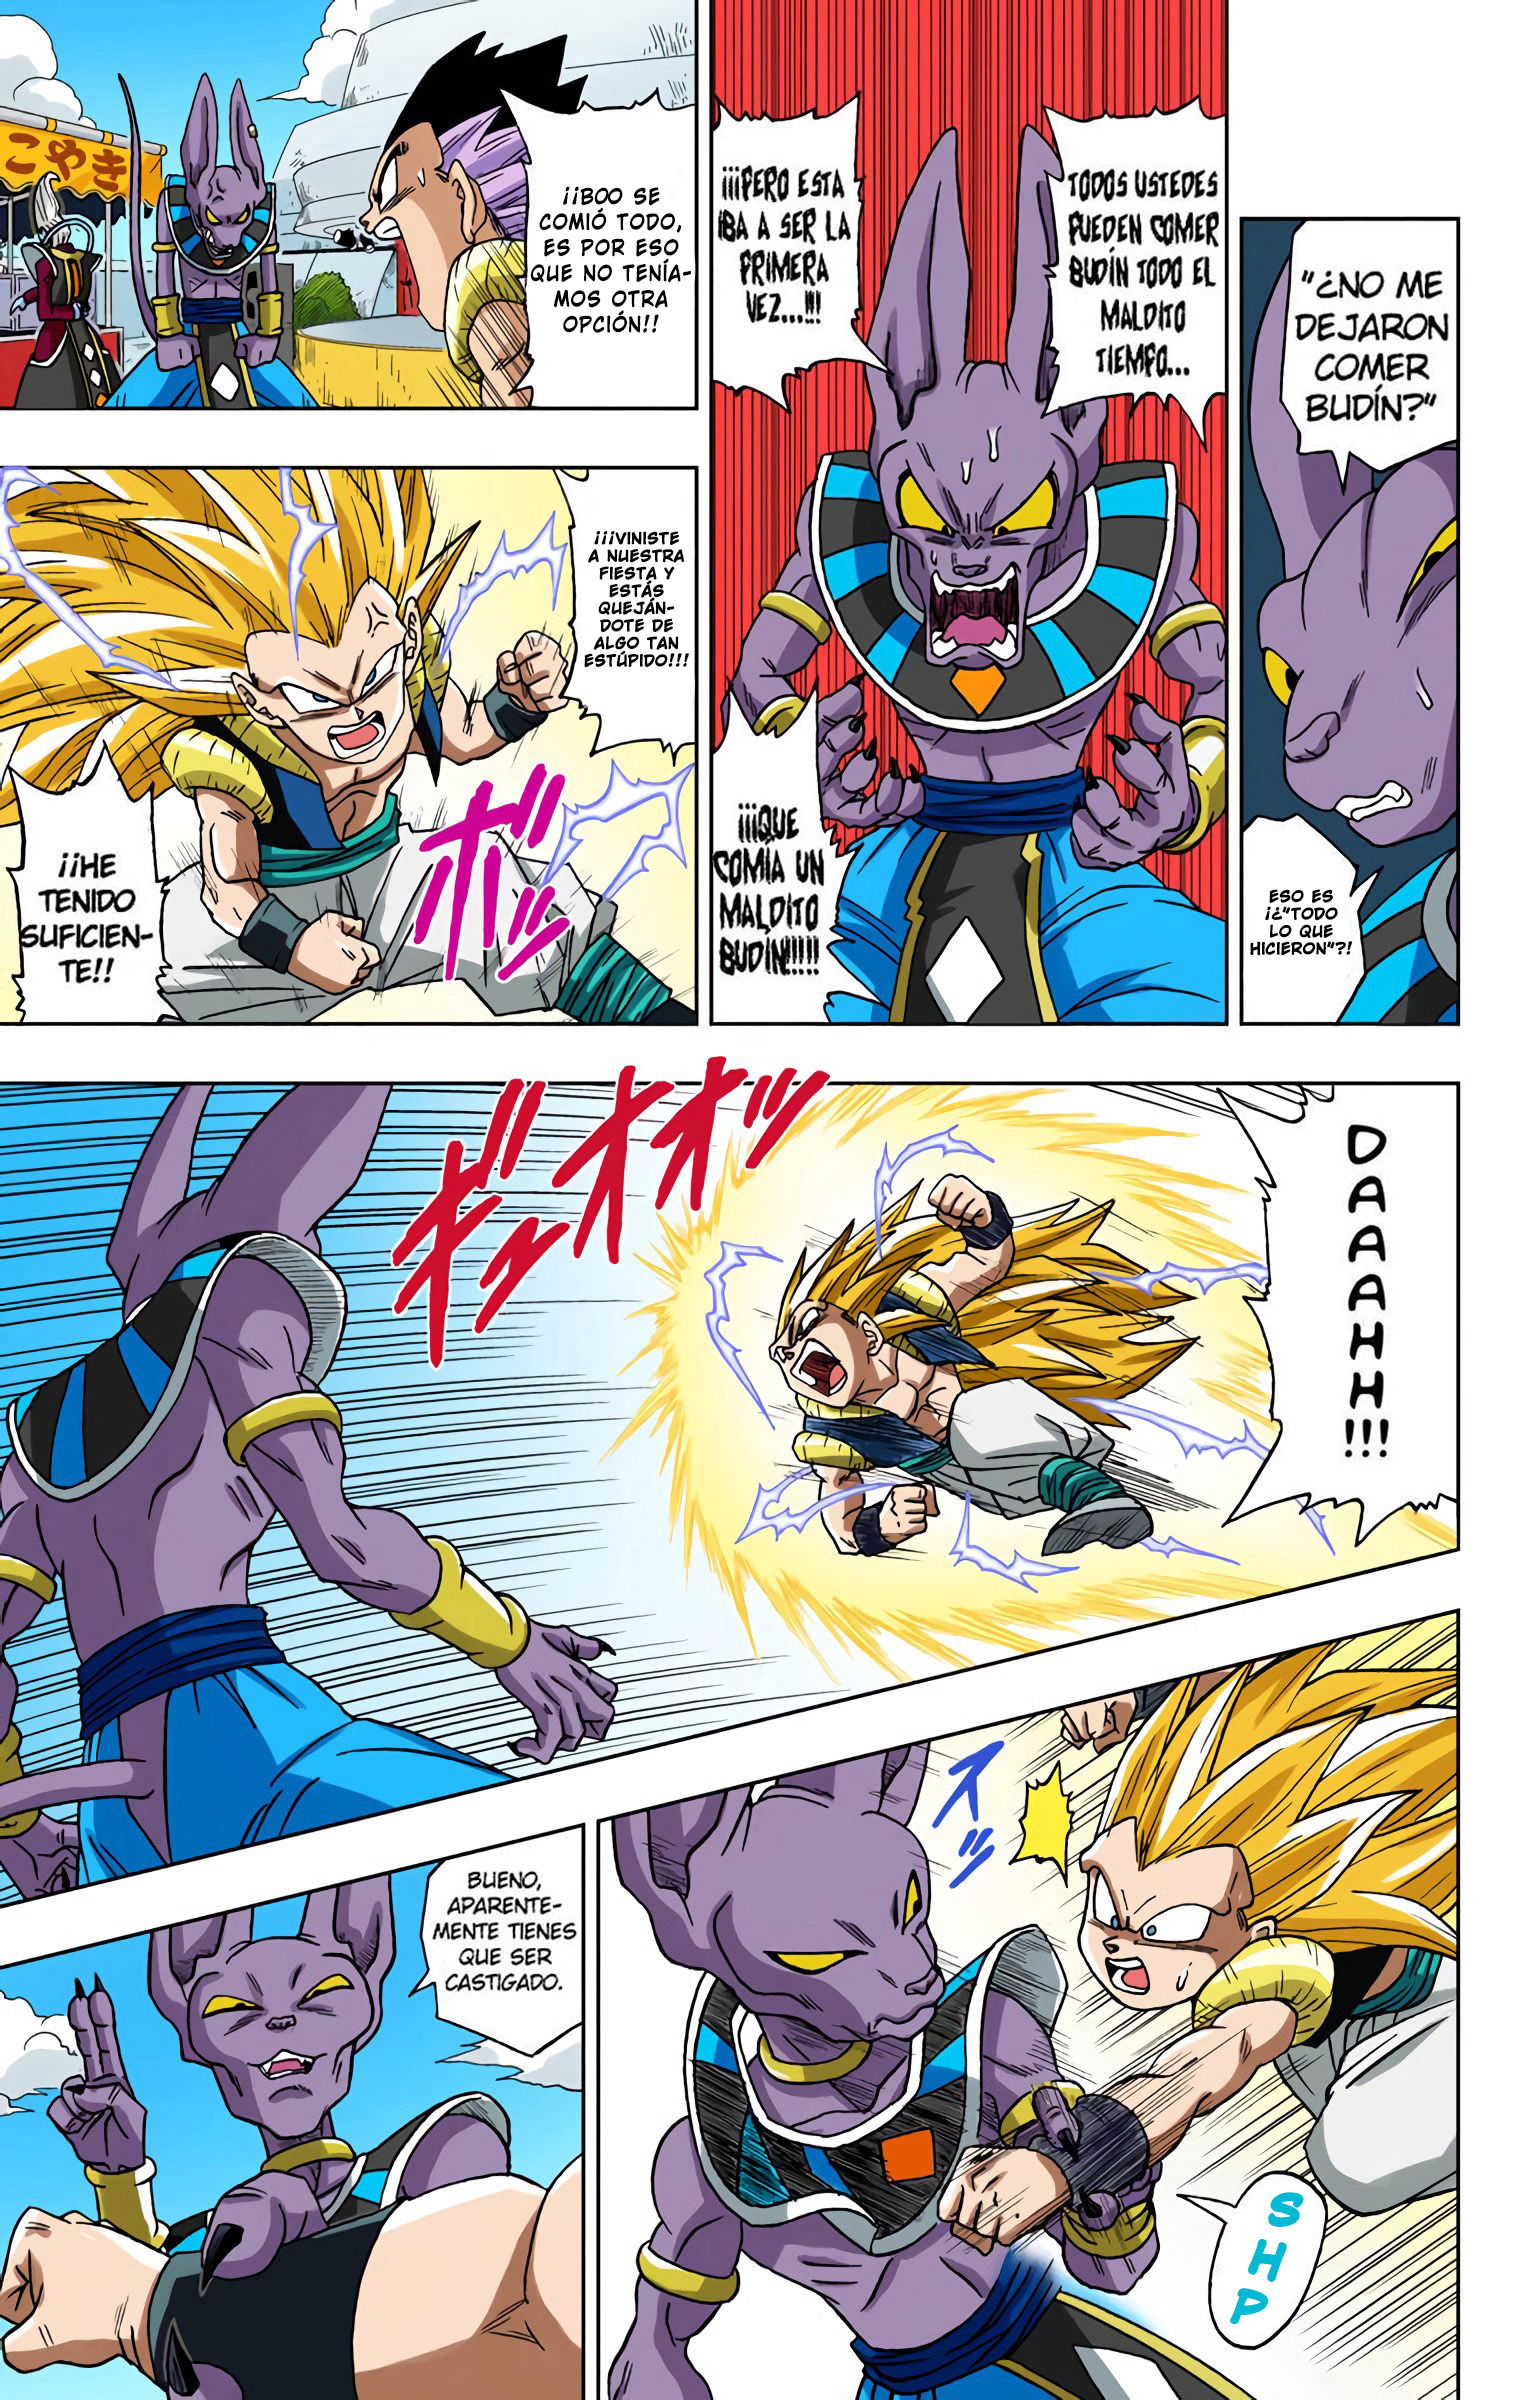 "¿NO ME
DEJARON
COMER
BUDÍN?"
ESO ES
¡¿"TODO
LO QUE
HICIERON"?!
TODOS USTEDES
PUEDEN COMER
BUDÍN TODO EL
MALDITO
TIEMPO...
¡¡¡PERO ESTA
IBA A SER LA
PRIMERA
VEZ...!!!
¡¡¡QUE
COMÍA UN
MALDITO
BUDÍN!!!!!
¡¡BOO SE
COMIÓ TODO,
ES POR ESO
QUE NO TENÍA-
MOS OTRA
OPCIÓN!!
こやき
¡¡¡VINISTE
A NUESTRA
FIESTA Y
ESTÁS
QUEJÁN-
DOTE DE
ALGO TAN
ESTÚPIDO!!!
ボッ
¡¡HE
TENIDO
SUFICIEN-
TE!!
DAAAHH!!!
ギュオオッ
スッ
SHP
BUENO,
APARENTE-
MENTE TIENES
QUE SER
CASTIGADO.